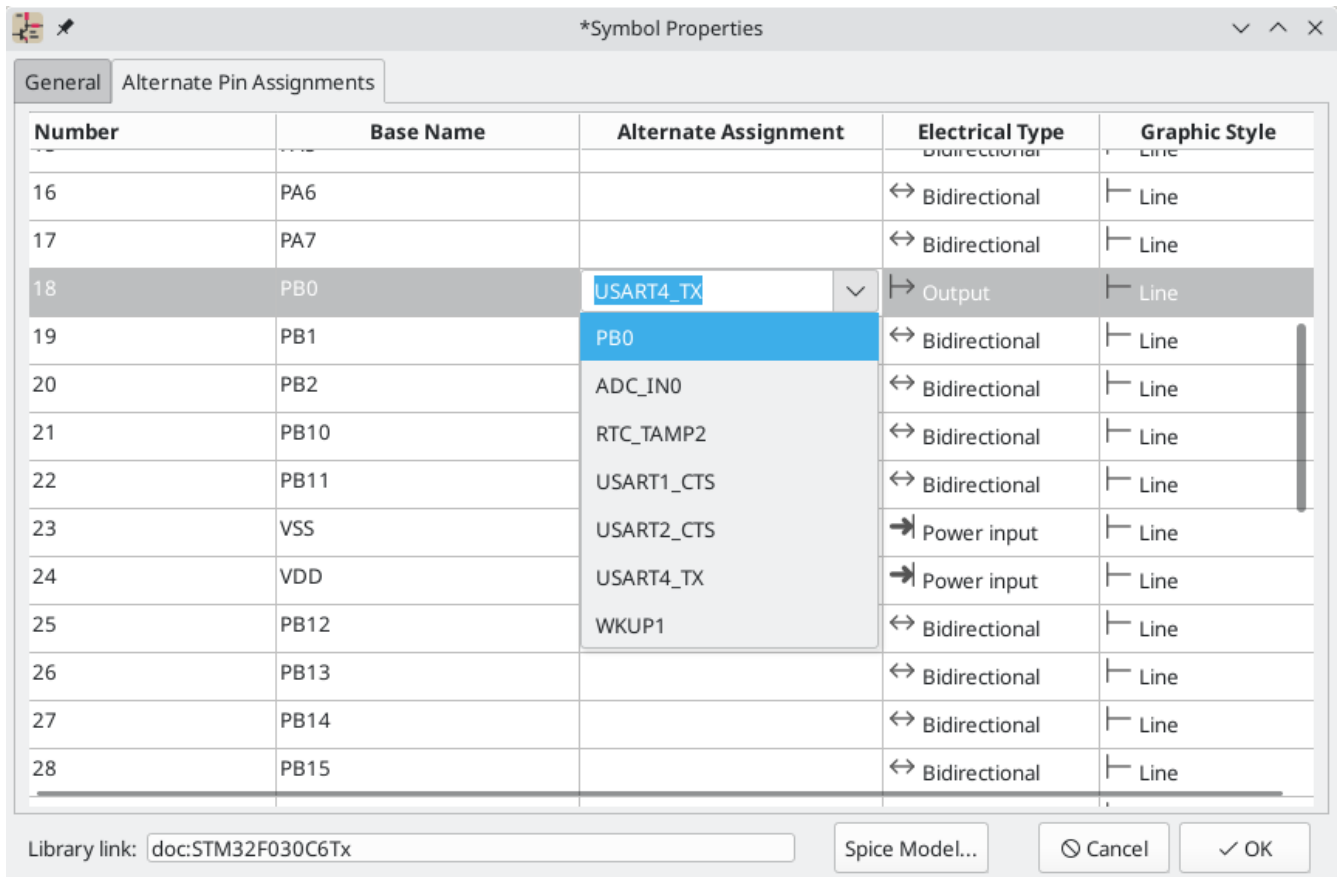 *Symbol Properties
General Alternate Pin Assignments
Number Base Name Alternate Assignment Electrical Type Graphic Style
Bidirectional Line
16 PA6 Bidirectional Line
17 PA7 Bidirectional Line
18 PB0 USART4_TX Output Line
19 PB1 PB0 Bidirectional Line
20 PB2 ADC_IN0 Bidirectional Line
21 PB10 RTC_TAMP2 Bidirectional Line
22 PB11 USART1_CTS Bidirectional Line
23 VSS USART2_CTS Power input Line
24 VDD USART4_TX Power input Line
25 PB12 WKUP1 Bidirectional Line
26 PB13 Bidirectional Line
27 PB14 Bidirectional Line
28 PB15 Bidirectional Line
Library link: doc:STM32F030C6Tx Spice Model... Cancel OK